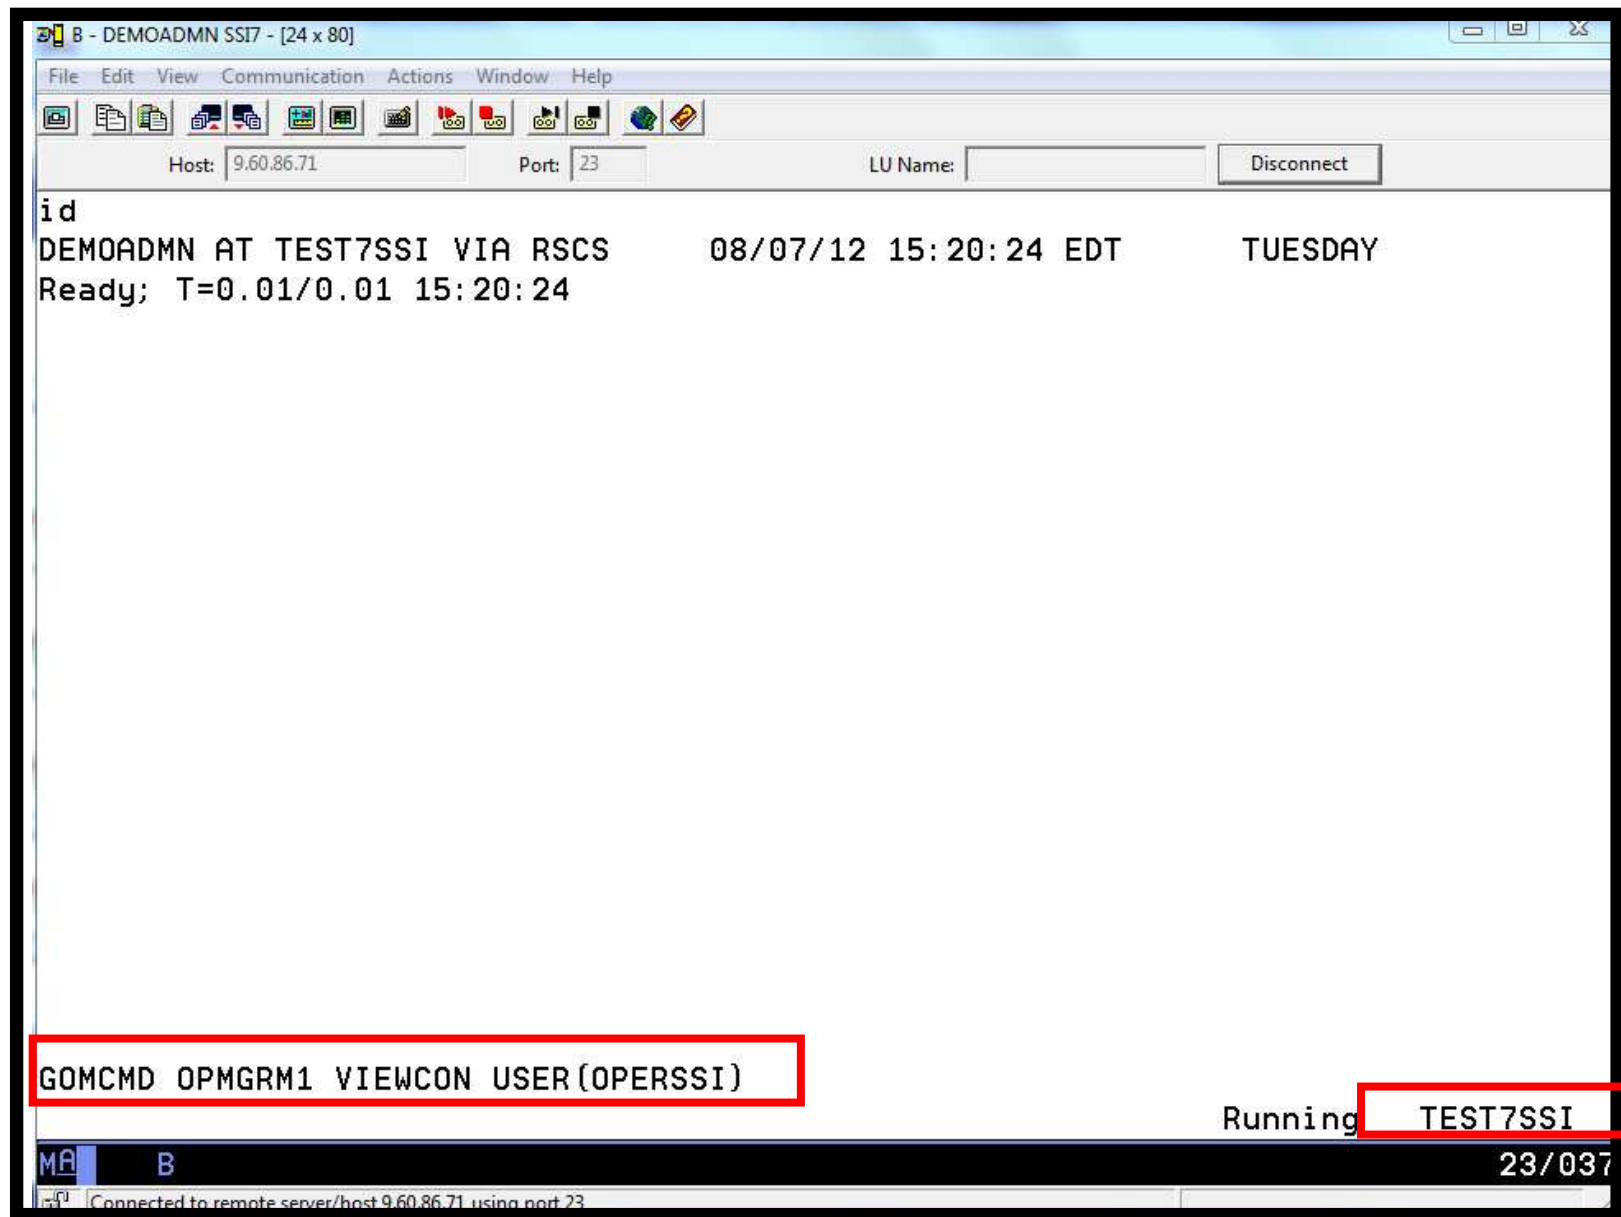 B - DEMOADMN SSI7 - [24 x 80]
File Edit View Communication Actions Window Help
Host: 9.60.86.71 Port: 23 LU Name: Disconnect
id
DEMOADMN AT TEST7SSI VIA RSCS 08/07/12 15:20:24 EDT TUESDAY
Ready; T=0.01/0.01 15:20:24
GOMCMD OPMGRM1 VIEWCON USER(OPERSSI)
Running TEST7SSI
MA B 23/037
Connected to remote server/host 9.60.86.71 using port 23